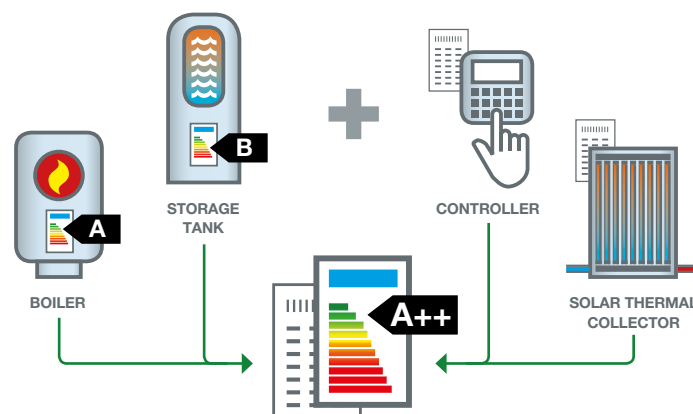 B
STORAGE
TANK
A
BOILER
CONTROLLER
SOLAR THERMAL
COLLECTOR
A++